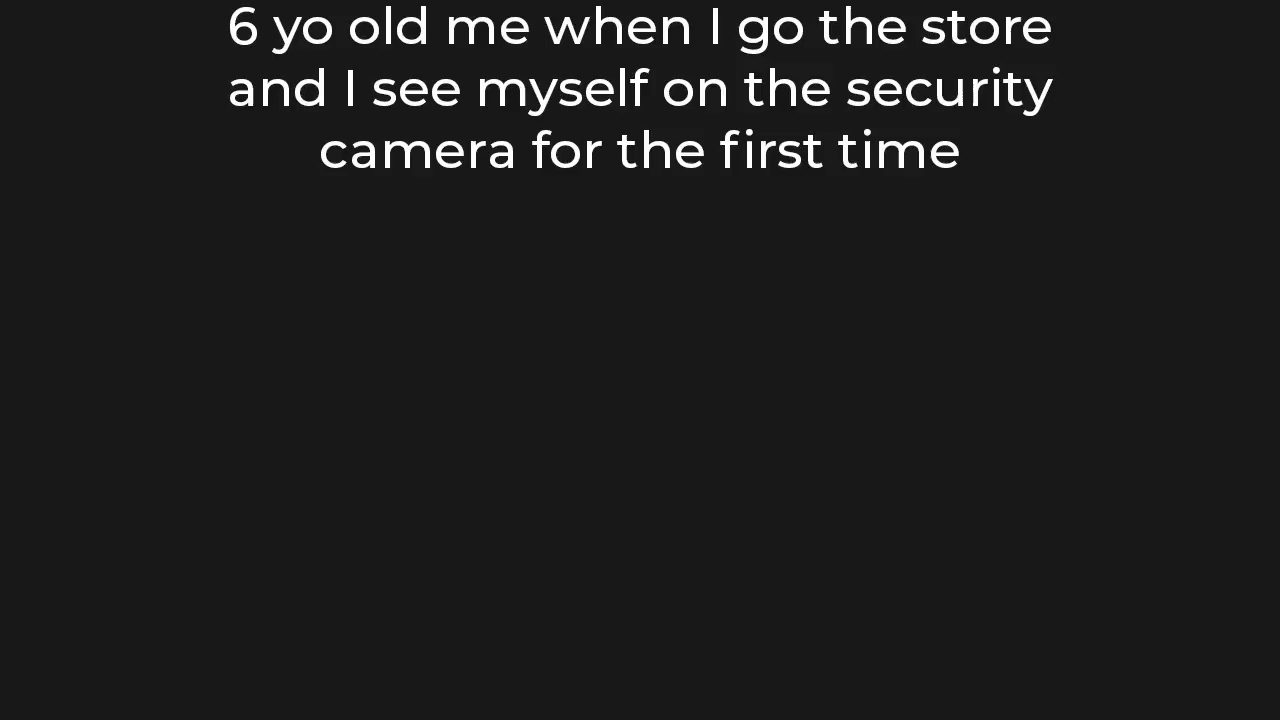 6 yo old me when I go the store
and I see myself on the security
camera for the first time